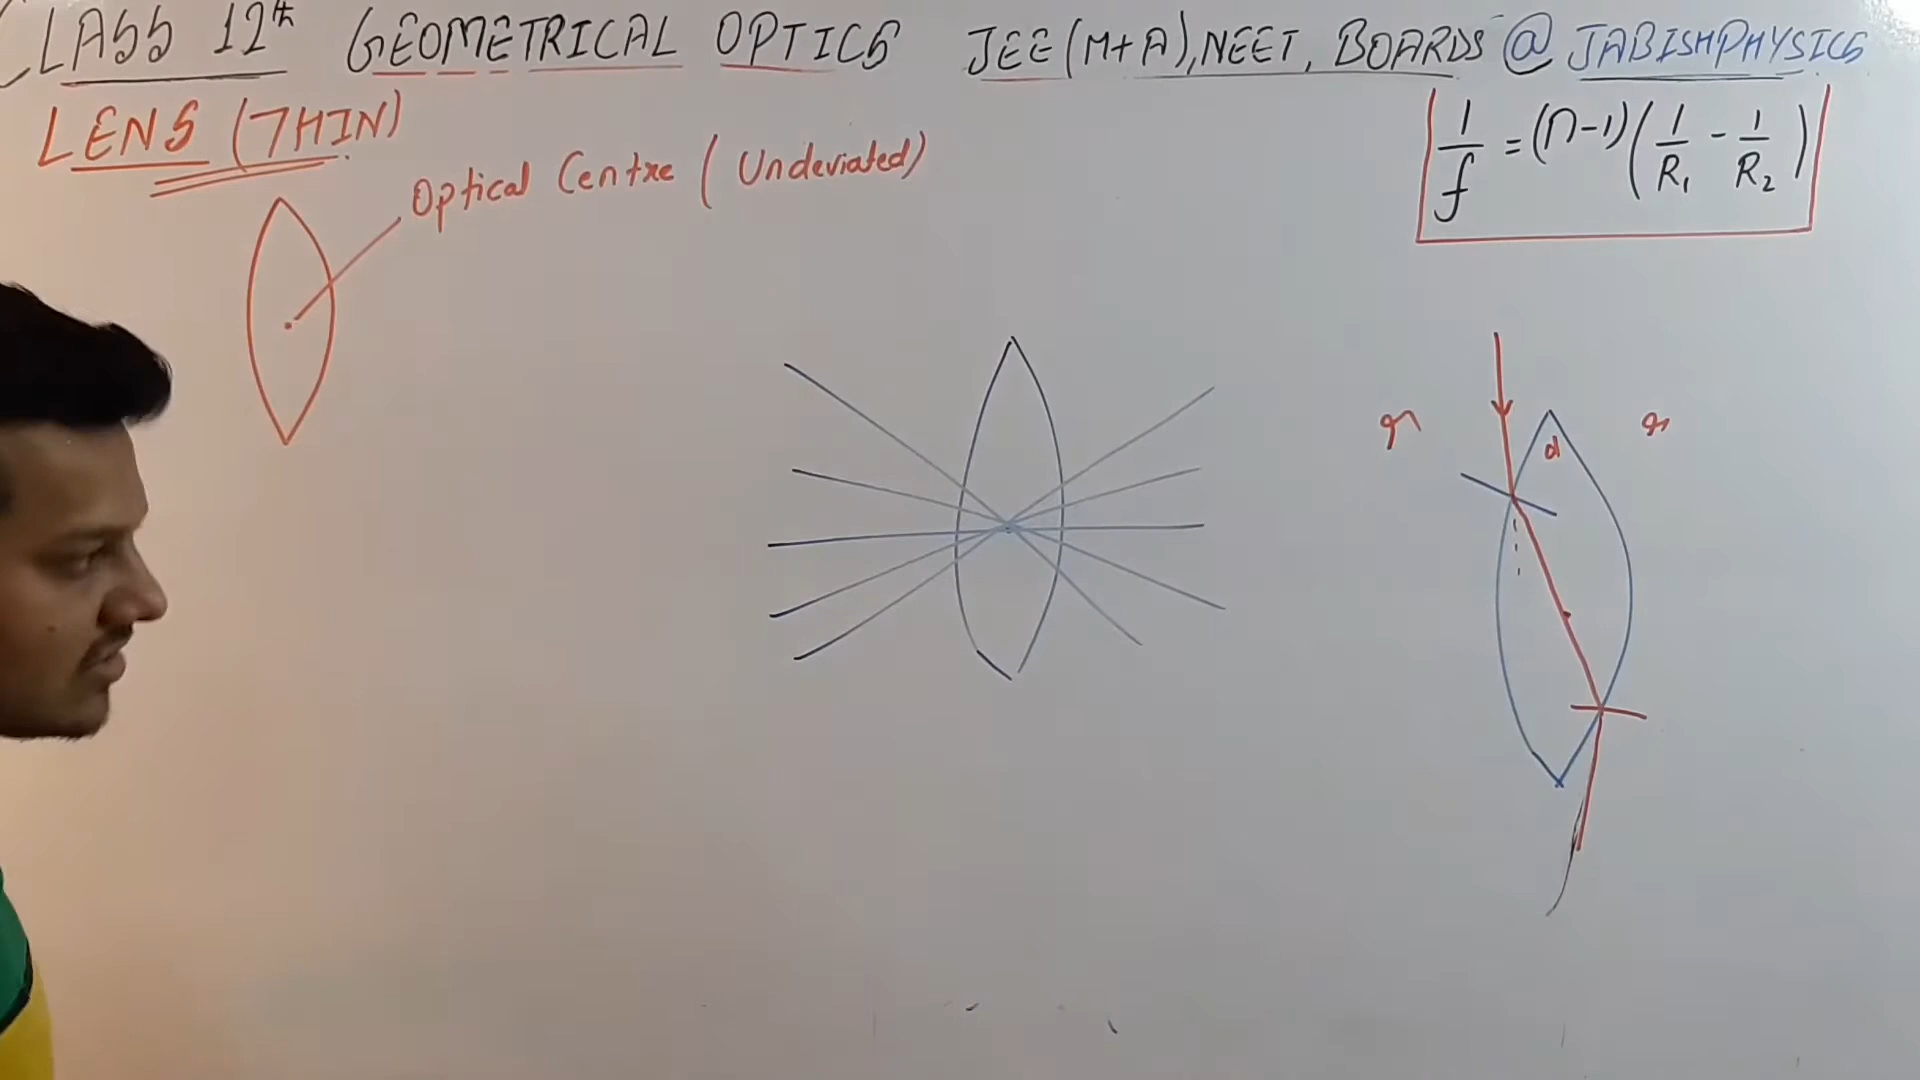 CLASS 12th GEOMETRICAL OPTICS JEE(M+A), NEET, BOARDS @ JABISHPHYSICS
LENS (THIN)
Optical Centre (Undeviated)
1/f = (n-1)(1/R₁ - 1/R₂)
d